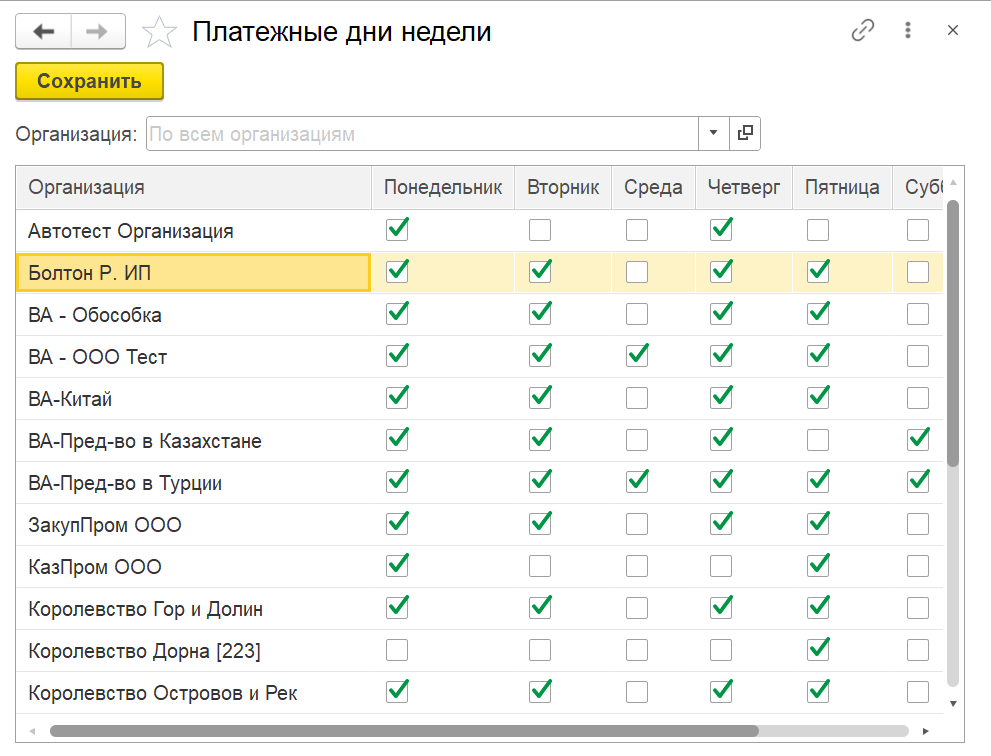 Платежные дни недели
Сохранить
Организация: По всем организациям
Организация Понедельник Вторник Среда Четверг Пятница Субб
Автотест Организация
Болтон Р. ИП
ВА - Обособка
ВА - ООО Тест
ВА-Китай
ВА-Пред-во в Казахстане
ВА-Пред-во в Турции
ЗакупПром ООО
КазПром ООО
Королевство Гор и Долин
Королевство Дорна [223]
Королевство Островов и Рек